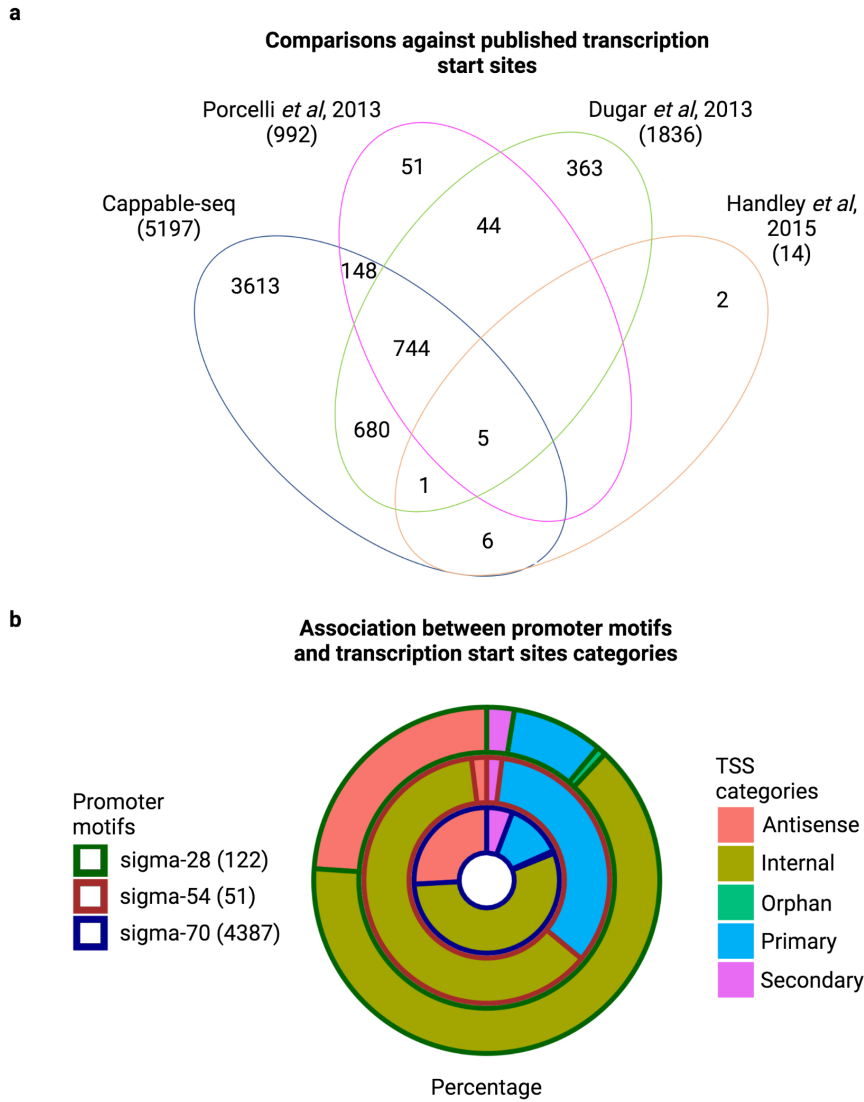 a
Comparisons against published transcription
start sites
Porcelli et al, 2013
(992)
Dugar et al, 2013
(1836)
Cappable-seq
(5197)
Handley et al,
2015
(14)
51
363
44
148
3613
2
744
680
5
1
6
b
Association between promoter motifs
and transcription start sites categories
Promoter
motifs
sigma-28 (122)
sigma-54 (51)
sigma-70 (4387)
TSS
categories
Antisense
Internal
Orphan
Primary
Secondary
Percentage